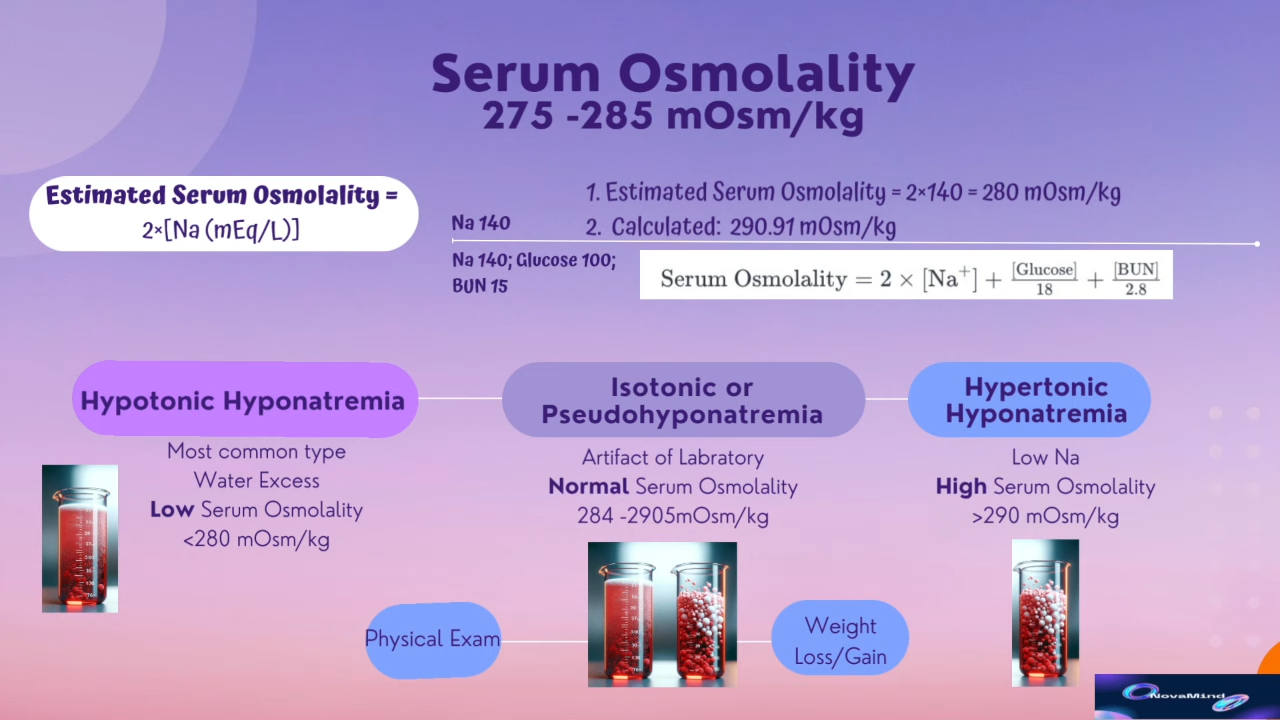 Serum Osmolality
275 -285 mOsm/kg
Estimated Serum Osmolality =
2×[Na (mEq/L)]
1. Estimated Serum Osmolality = 2×140 = 280 mOsm/kg
Na 140
2. Calculated: 290.91 mOsm/kg
Na 140; Glucose 100;
BUN 15
Serum Osmolality = 2 × [Na⁺] + [Glucose]/18 + [BUN]/2.8
Hypotonic Hyponatremia
Isotonic or
Pseudohyponatremia
Hypertonic
Hyponatremia
Most common type
Water Excess
Low Serum Osmolality
<280 mOsm/kg
Artifact of Labratory
Normal Serum Osmolality
284 -2905mOsm/kg
Low Na
High Serum Osmolality
>290 mOsm/kg
Physical Exam
Weight
Loss/Gain
NovaMind